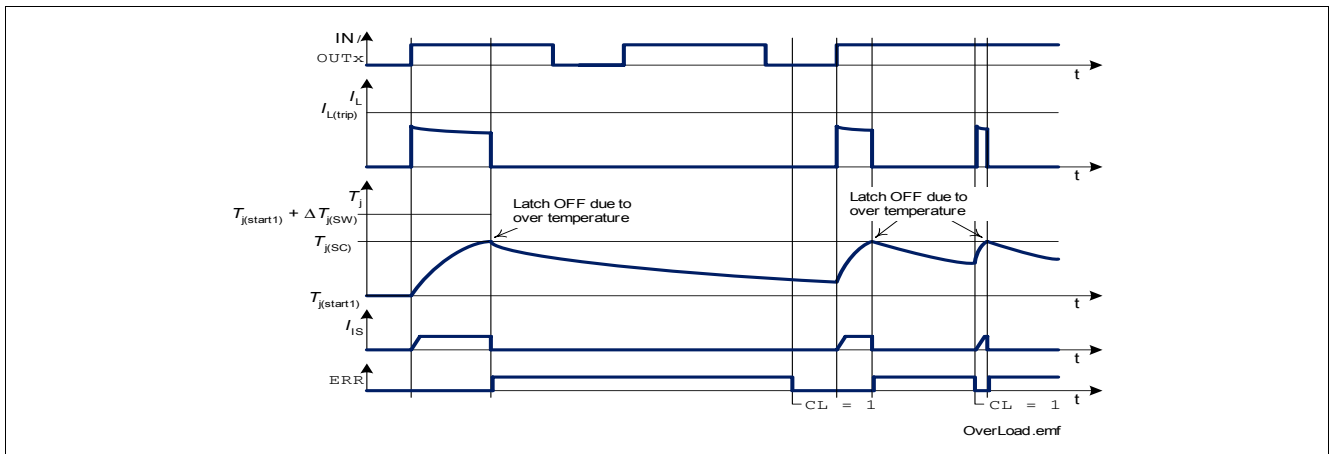 IN /
OUTx
t
I_L
I_L(trip)
t
T_j
T_j(start1) + ΔT_j(SW)
Latch OFF due to
over temperature
Latch OFF due to
over temperature
T_j(SC)
T_j(start1)
t
I_IS
t
ERR
t
CL = 1
CL = 1
OverLoad.emf